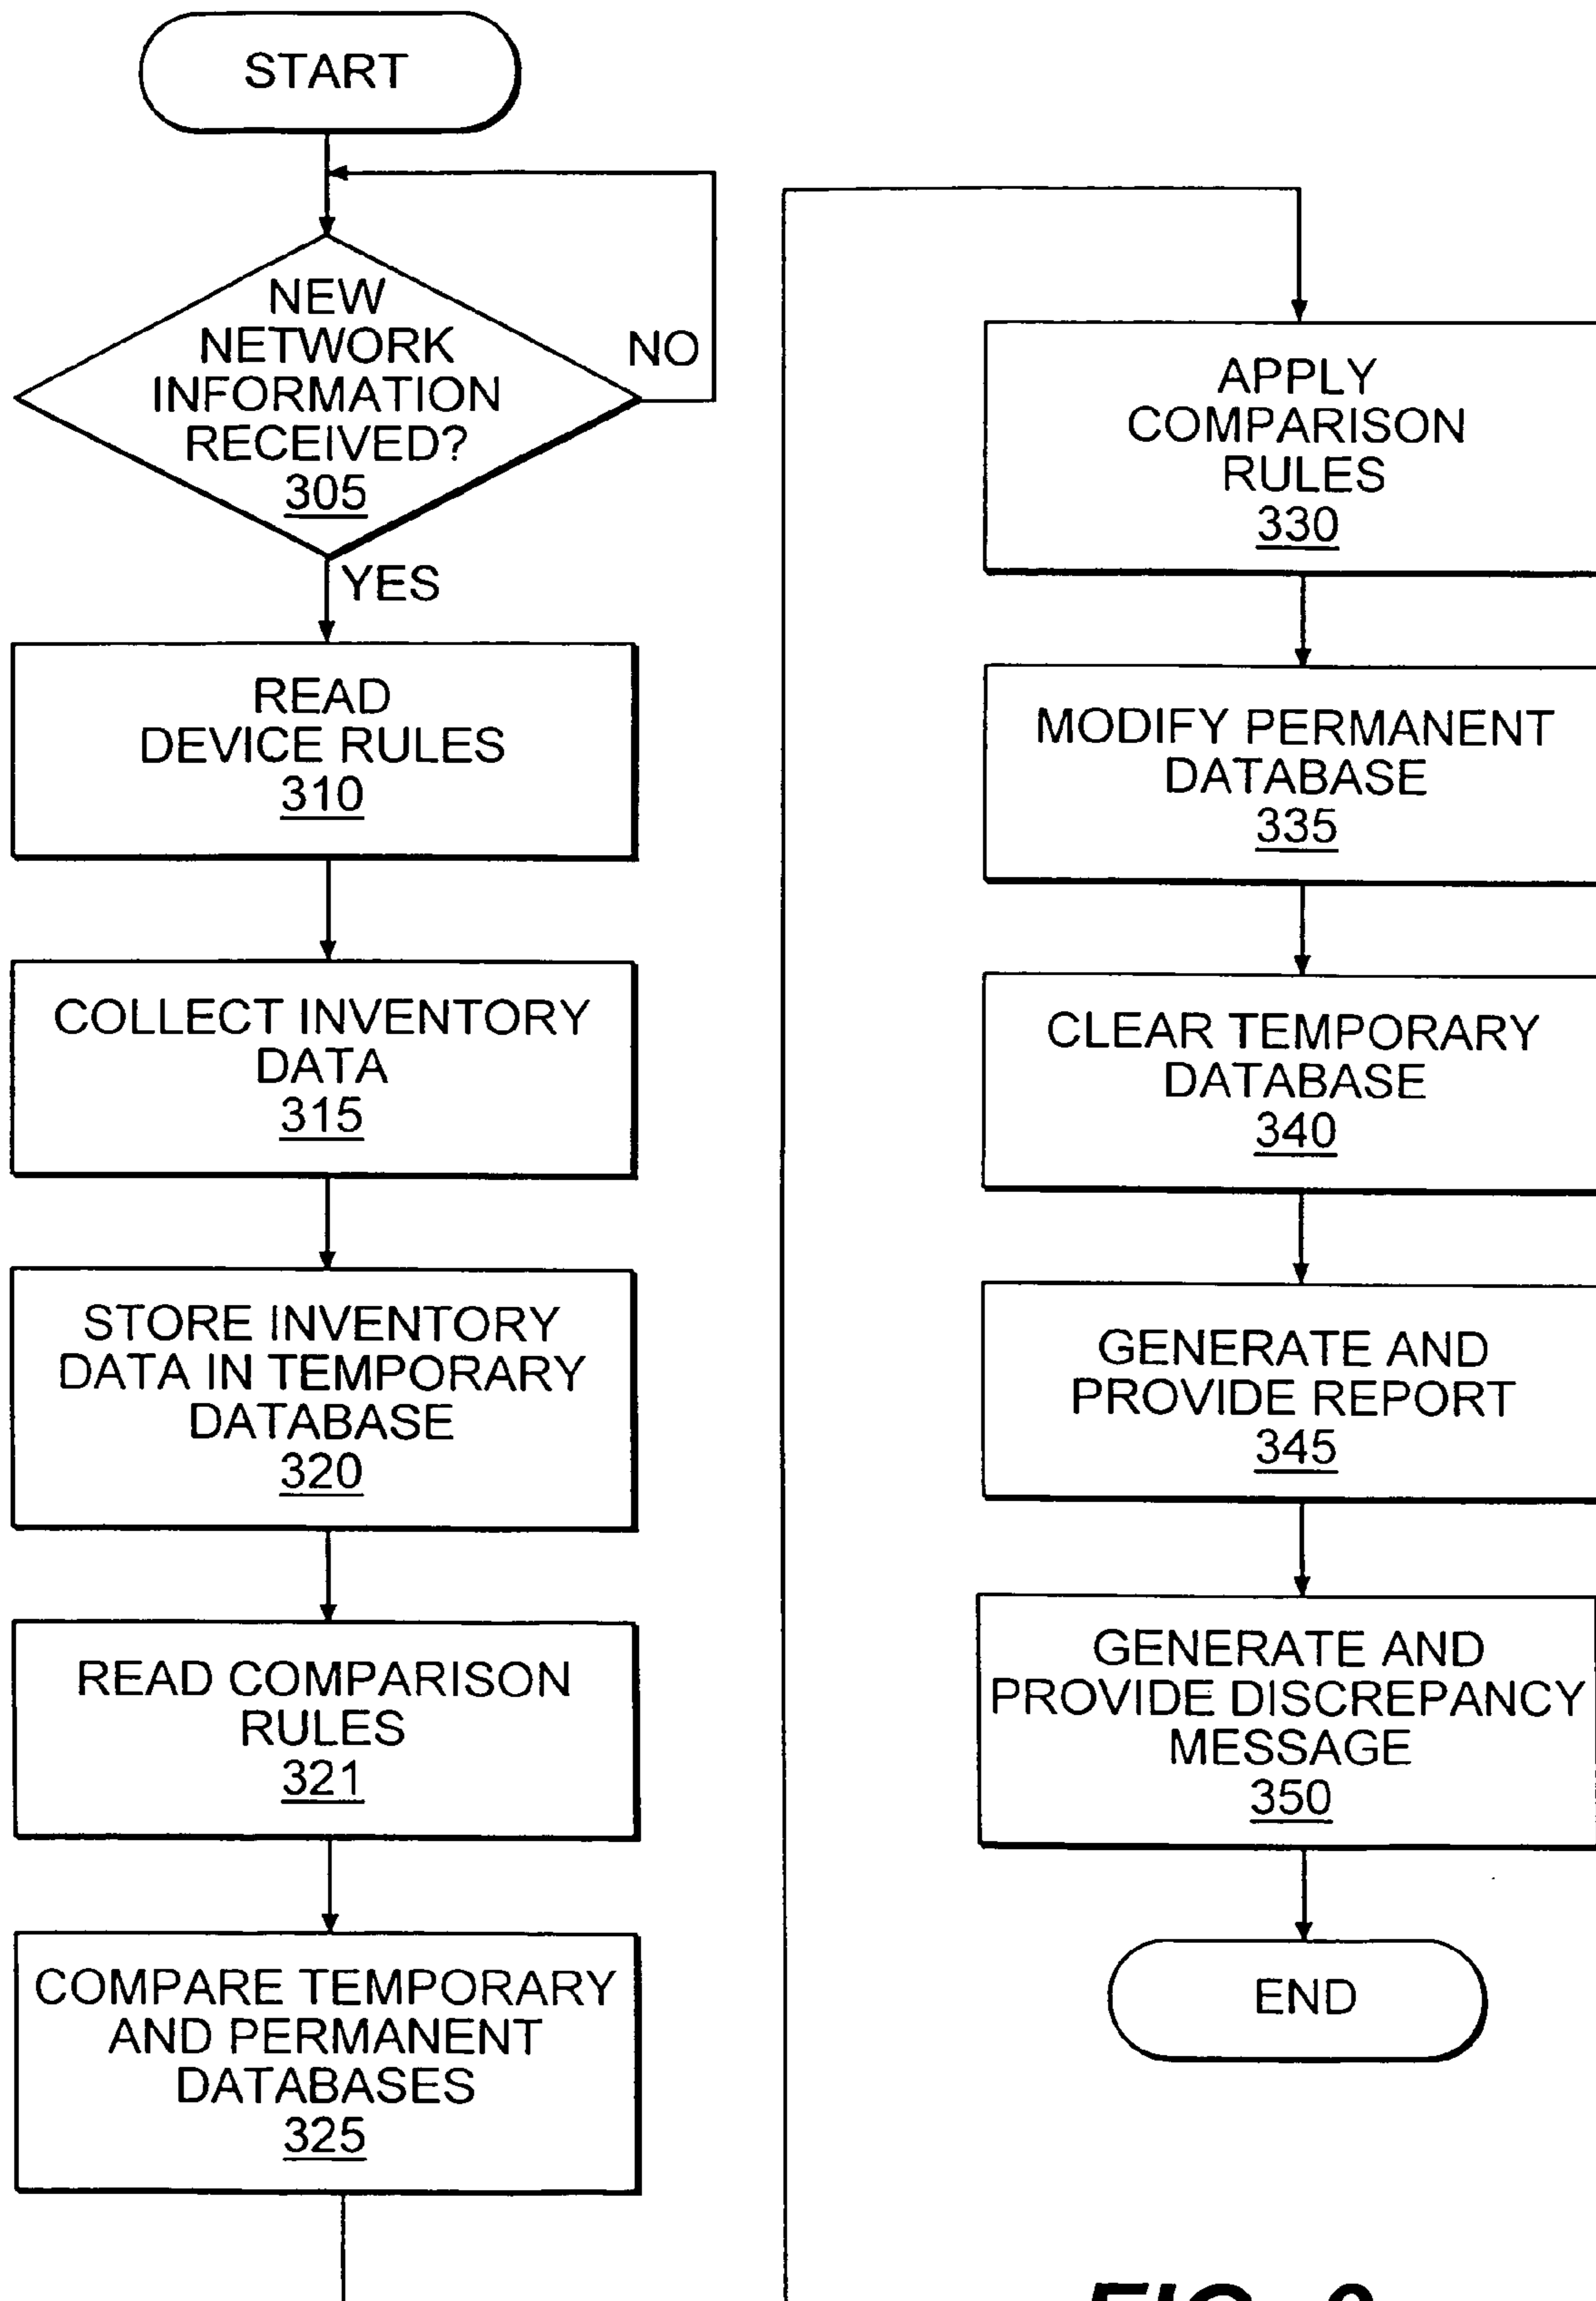 START
NEW
NETWORK
INFORMATION
RECEIVED?
305
NO
YES
READ
DEVICE RULES
310
COLLECT INVENTORY
DATA
315
STORE INVENTORY
DATA IN TEMPORARY
DATABASE
320
READ COMPARISON
RULES
321
COMPARE TEMPORARY
AND PERMANENT
DATABASES
325
APPLY
COMPARISON
RULES
330
MODIFY PERMANENT
DATABASE
335
CLEAR TEMPORARY
DATABASE
340
GENERATE AND
PROVIDE REPORT
345
GENERATE AND
PROVIDE DISCREPANCY
MESSAGE
350
END
FIG.